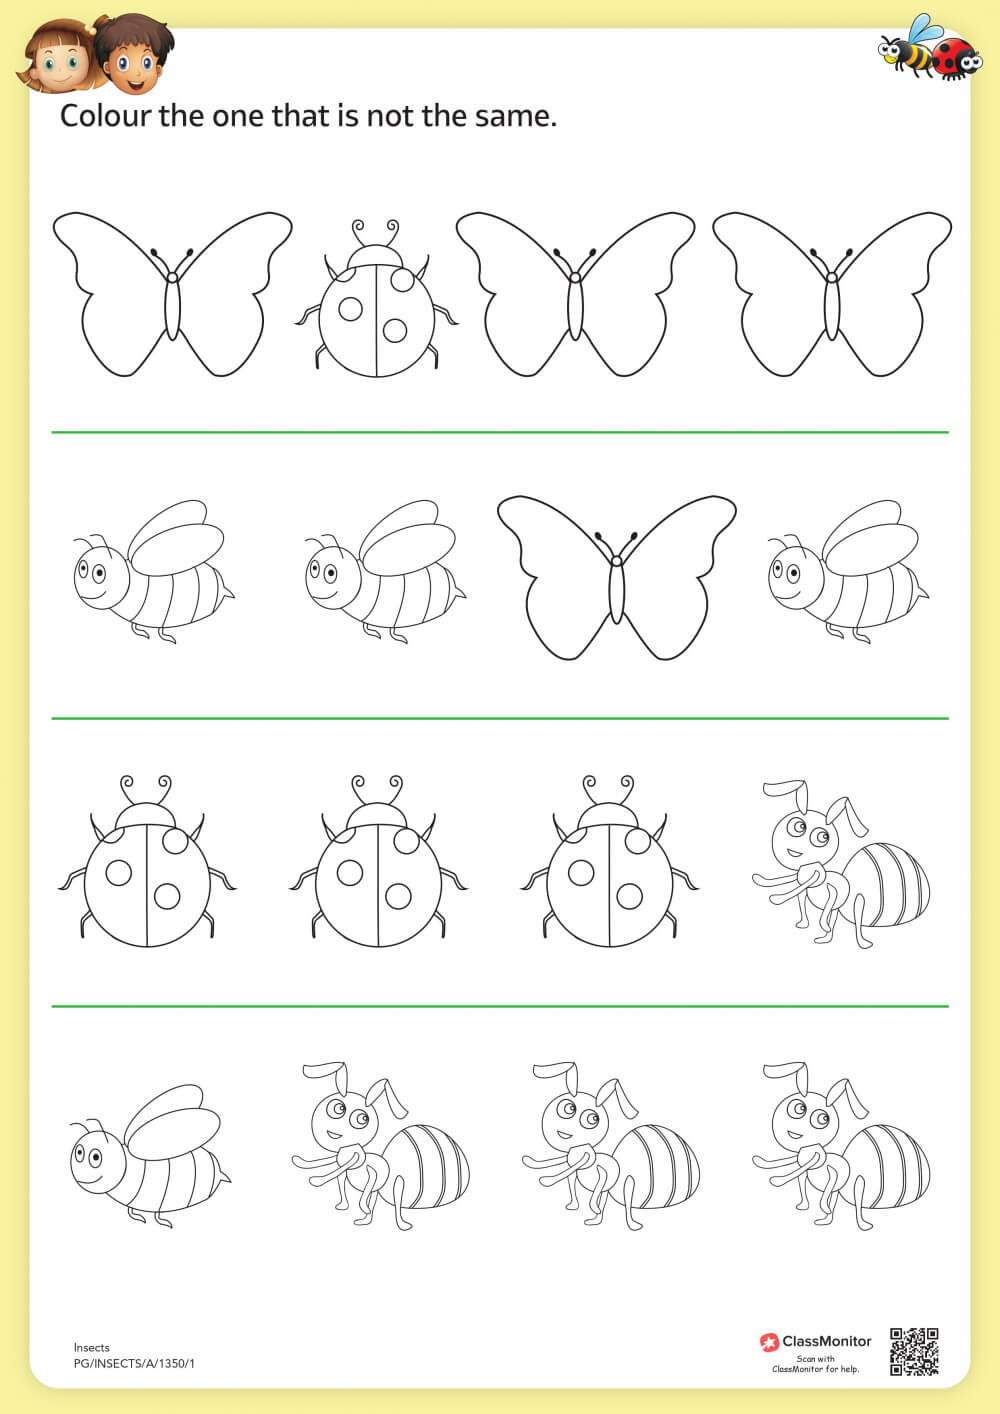 Colour the one that is not the same.
Insects
PG/INSECTS/A/1350/1
ClassMonitor
Scan with
ClassMonitor for help.